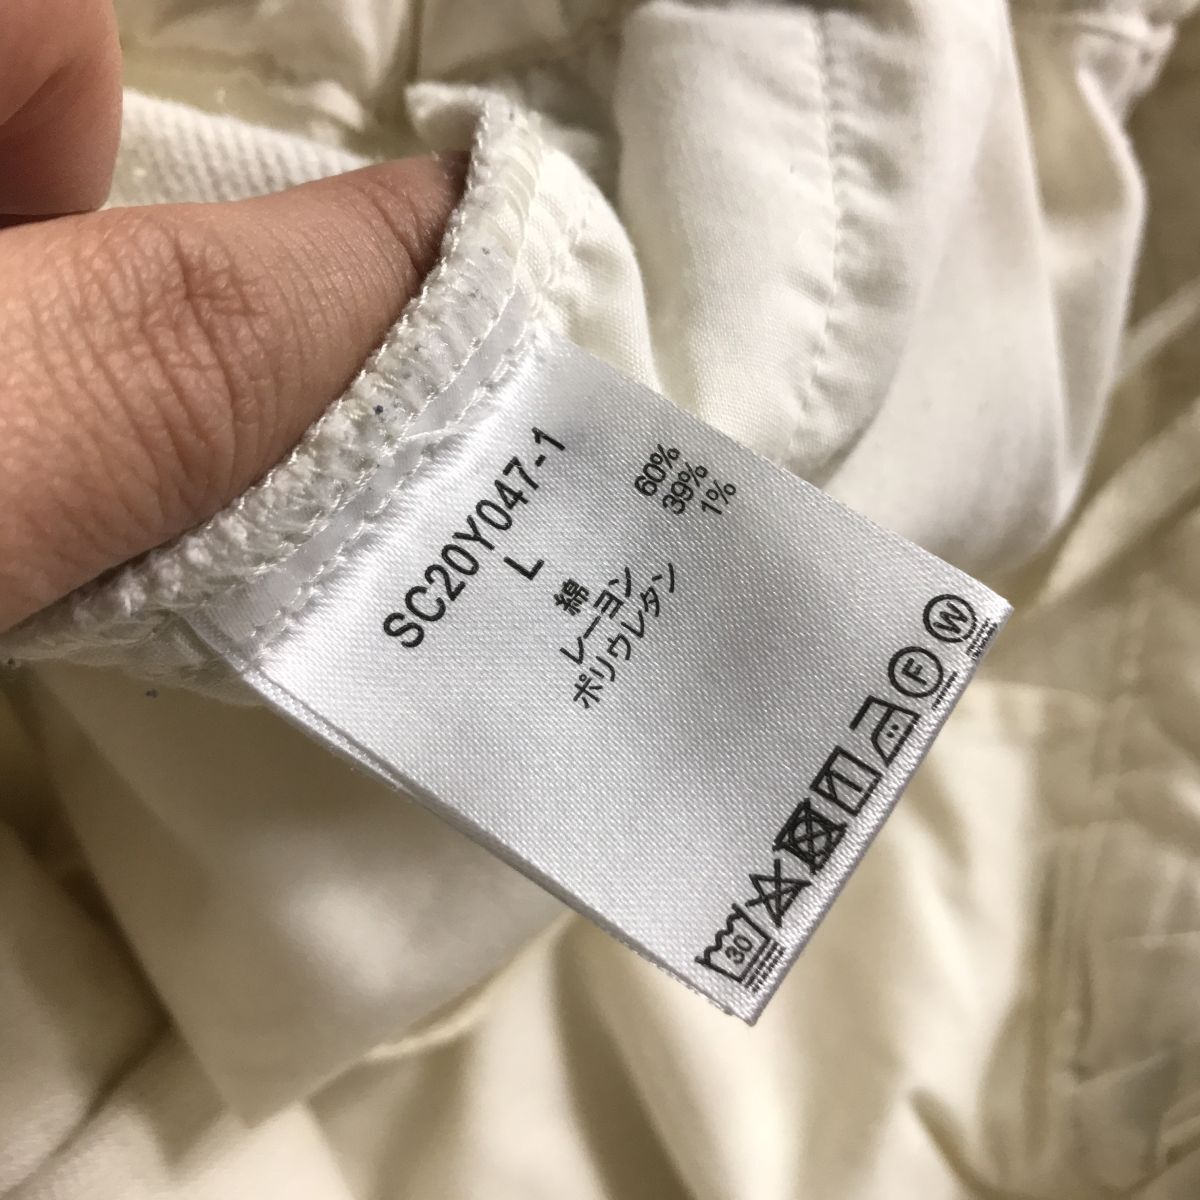 SC20Y047-1
L
綿 60%
レーヨン 39%
ポリウレタン 1%
30 F W